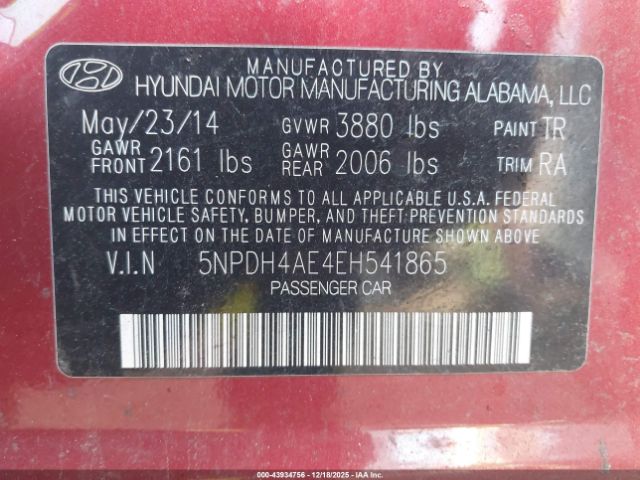 MANUFACTURED BY
HYUNDAI MOTOR MANUFACTURING ALABAMA, LLC
May/23/14 GVWR 3880 lbs PAINT TR
GAWR FRONT 2161 lbs GAWR REAR 2006 lbs TRIM RA
THIS VEHICLE CONFORMS TO ALL APPLICABLE U.S.A. FEDERAL
MOTOR VEHICLE SAFETY, BUMPER, AND THEFT PREVENTION STANDARDS
IN EFFECT ON THE DATE OF MANUFACTURE SHOWN ABOVE.
V.I.N 5NPDH4AE4EH541865
PASSENGER CAR
000-43934756 - 12/18/2025 - COPYRIGHT IAA, LLC.